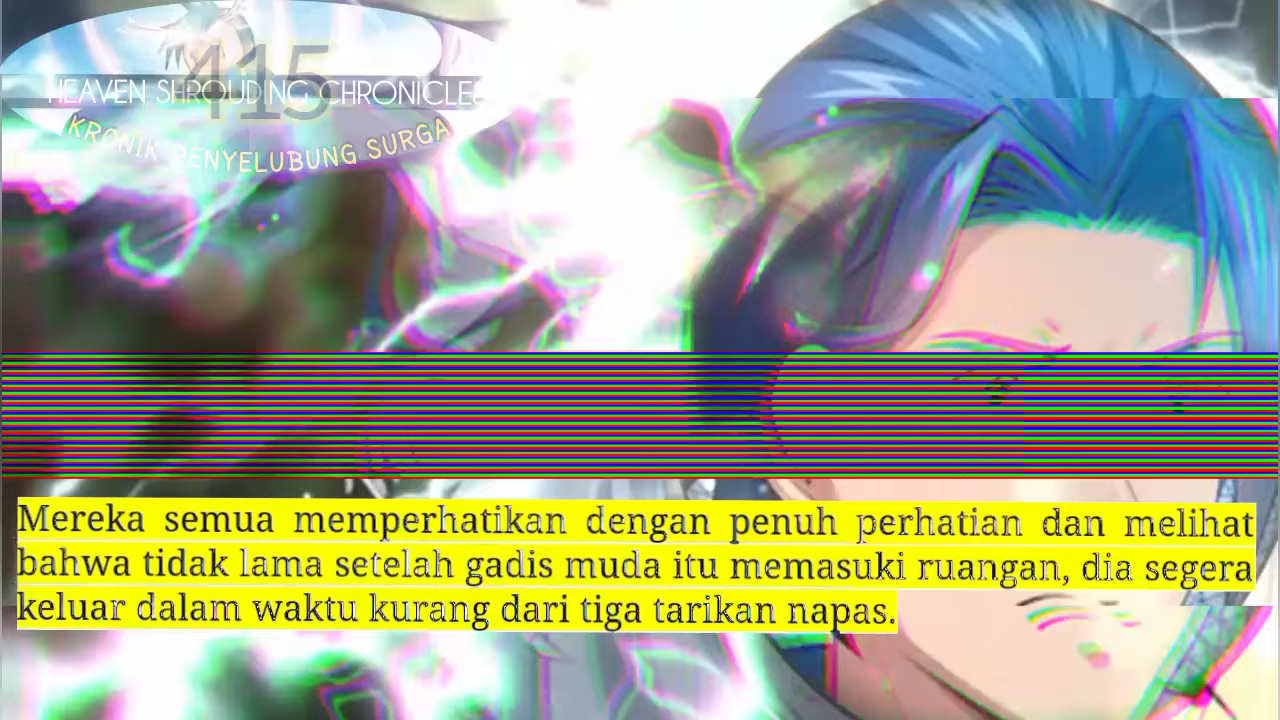 415
HEAVEN SHROUDING CHRONICLES
KRONIK PENYELUBUNG SURGA
Mereka semua memperhatikan dengan penuh perhatian dan melihat
bahwa tidak lama setelah gadis muda itu memasuki ruangan, dia segera
keluar dalam waktu kurang dari tiga tarikan napas.